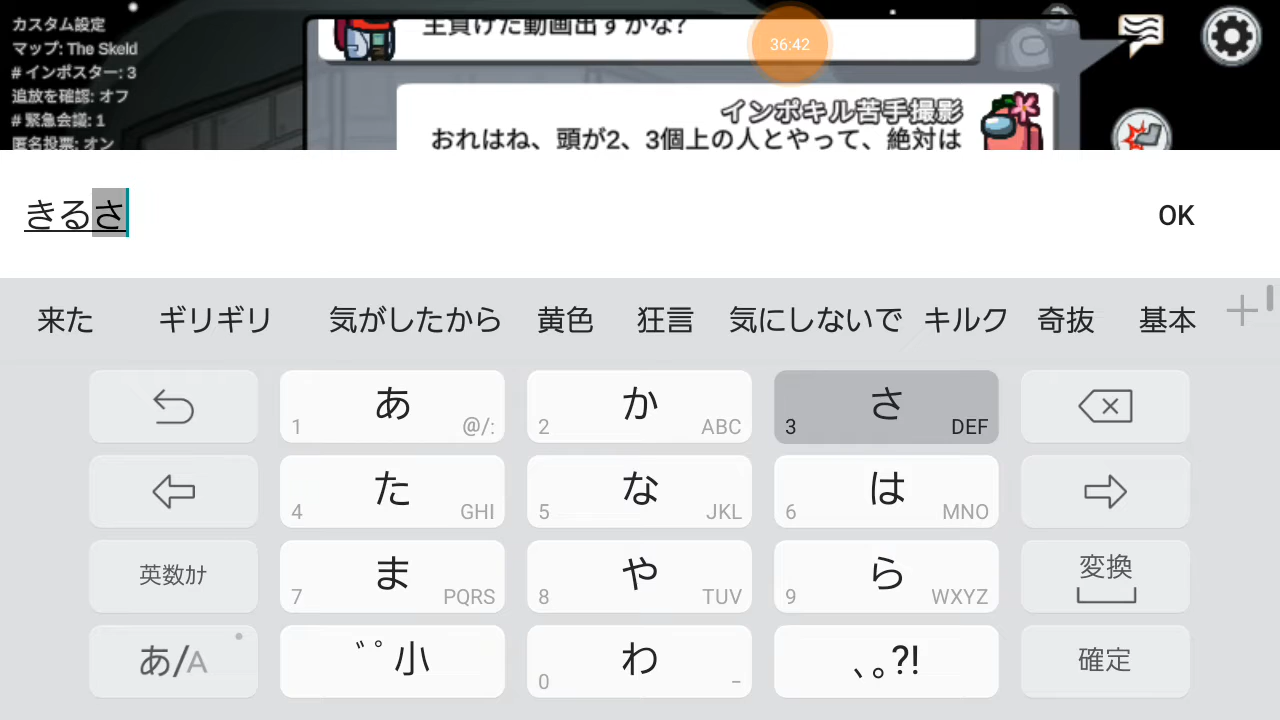 カスタム設定
マップ: The Skeld
# インポスター: 3
追放を確認: オフ
# 緊急会議: 1
匿名投票: オン
主負けた動画出すかな?
36:42
インポキル苦手撮影
おれはね、頭が2、3個上の人とやって、絶対は
きるさ
OK
来た ギリギリ 気がしたから 黄色 狂言 気にしないで キルク 奇抜 基本
あ 1 @/:
か 2 ABC
さ 3 DEF
た 4 GHI
な 5 JKL
は 6 MNO
英数カナ
ま 7 PQRS
や 8 TUV
ら 9 WXYZ
変換
あ/A
゛゜小
わ 0 -
、。?!
確定